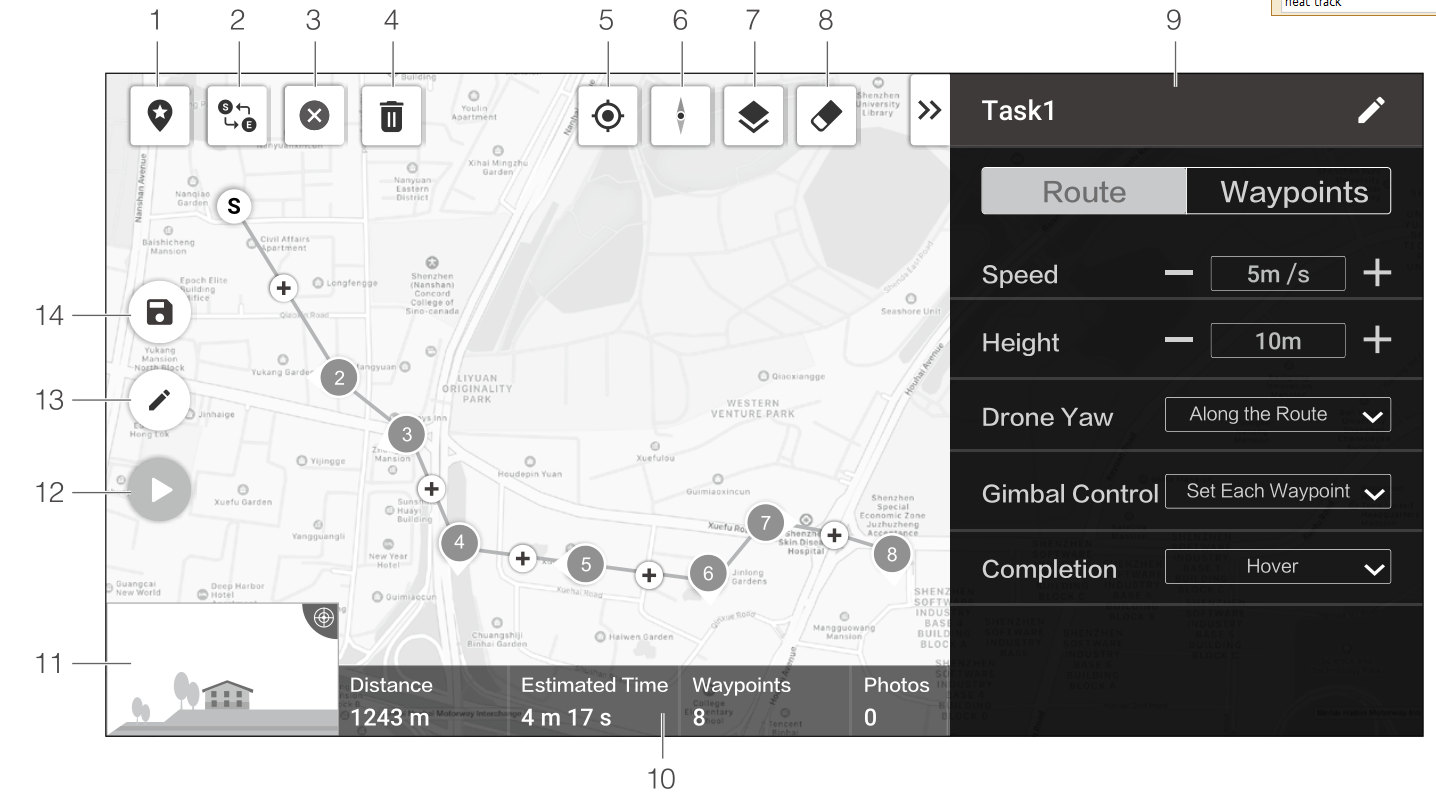 heat track
1
2
3
4
5
6
7
8
9
Building
Youlin
Apartment
Shenzhen
University
Library
S
E
Task1
Nanshan Avenue
Xihai Mingzhu
Garden
Nanyuan
Eastern
District
Nanqiao
Garden
S
Route
Waypoints
Baishicheng
Mansion
Civil Affairs
Apartment
Speed
5m /s
Epoch Elite
Building
Longfengge
Shenzhen
(Nanshan)
Concord
College of
Sino-canada
Seashore Unit
14
Height
10m
Yukang
Mansion
North Block
Yukang Garden
2
LIYUAN
ORIGINALITY
PARK
Qiaoxiangge
Houhai Avenue
13
Jinhaige
Hong Lok
WESTERN
VENTURE PARK
Drone Yaw
Along the Route
3
Mansion
Yijingge
Xuefulou
Houdepin Yuan
12
Xuefu Garden
Guimiaoxincun
Gimbal Control
Set Each Waypoint
Huayi
Building
Yangguangli
7
Skin Disease
Hospital
Shenzhen
Special
Economic Zone
Juzhuzheng
Acceptance
4
New Year
Hotel
5
6
Jinlong
Gardens
8
Completion
Hover
Guangcai
New World
Deep Harbor
Hotel
Guimiaocun
Xuehai Road
Chuangshiji
Binhai Garden
Haiwen Garden
Mangguowang
Mansion
11
Distance
Estimated Time
Waypoints
Photos
1243 m
4 m 17 s
8
0
10